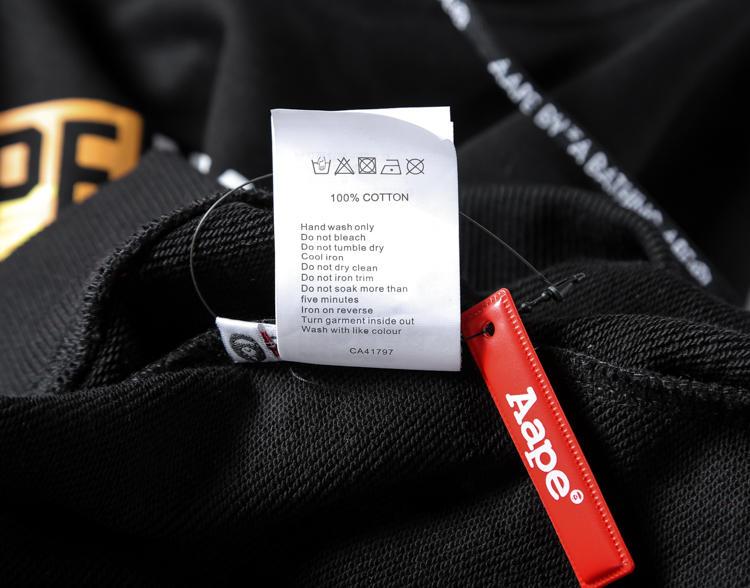 AAPE BY *A BATHING APE®
PE
100% COTTON
Hand wash only
Do not bleach
Do not tumble dry
Cool iron
Do not dry clean
Do not iron trim
Do not soak more than
five minutes
Iron on reverse
Turn garment inside out
Wash with like colour
CA41797
Aape